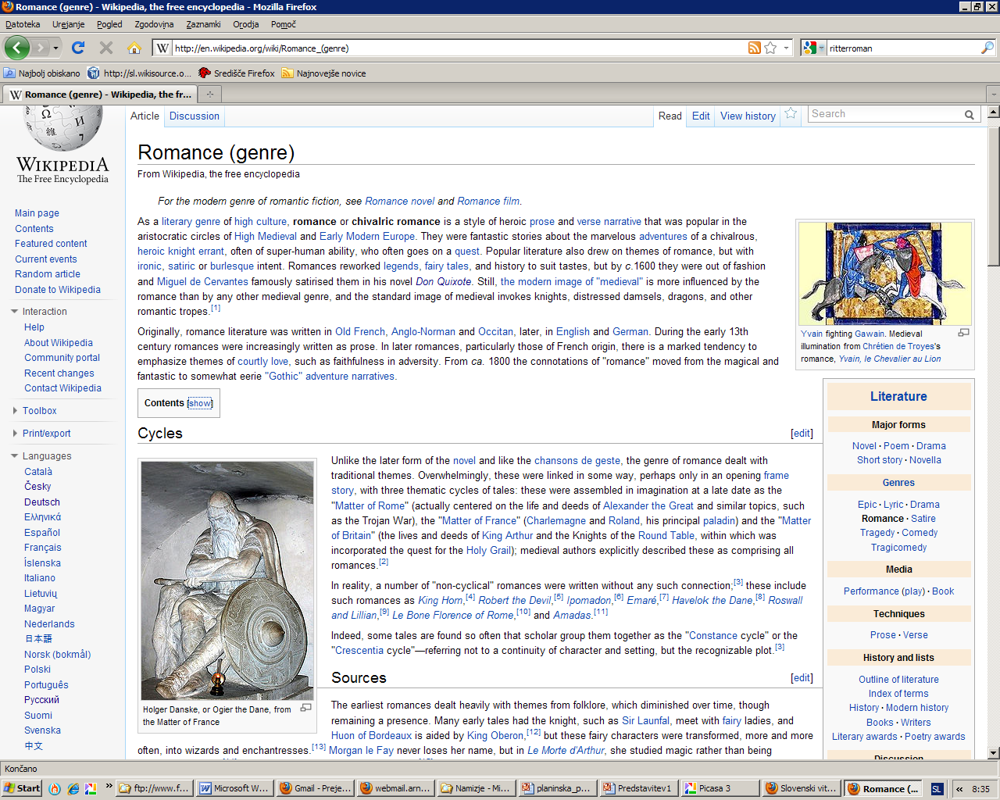 Romance (genre) - Wikipedia, the free encyclopedia - Mozilla Firefox
Datoteka Urejanje Pogled Zgodovina Zaznamki Orodja Pomoč
http://en.wikipedia.org/wiki/Romance_(genre)
ritterroman
Najbolj obiskano http://sl.wikisource.o... Središče Firefox Najnovejše novice
Romance (genre) - Wikipedia, the fr...
Article Discussion Read Edit View history Search
WIKIPEDIA
The Free Encyclopedia
Main page
Contents
Featured content
Current events
Random article
Donate to Wikipedia
Interaction
Help
About Wikipedia
Community portal
Recent changes
Contact Wikipedia
Toolbox
Print/export
Languages
Català
Česky
Deutsch
Ελληνικά
Español
Français
Íslenska
Italiano
Lietuvių
Magyar
Nederlands
日本語
Norsk (bokmål)
Polski
Português
Русский
Suomi
Svenska
中文
Romance (genre)
From Wikipedia, the free encyclopedia
For the modern genre of romantic fiction, see Romance novel and Romance film.
As a literary genre of high culture, romance or chivalric romance is a style of heroic prose and verse narrative that was popular in the
aristocratic circles of High Medieval and Early Modern Europe. They were fantastic stories about the marvelous adventures of a chivalrous,
heroic knight errant, often of super-human ability, who often goes on a quest. Popular literature also drew on themes of romance, but with
ironic, satiric or burlesque intent. Romances reworked legends, fairy tales, and history to suit tastes, but by c.1600 they were out of fashion
and Miguel de Cervantes famously satirised them in his novel Don Quixote. Still, the modern image of "medieval" is more influenced by the
romance than by any other medieval genre, and the standard image of medieval invokes knights, distressed damsels, dragons, and other
romantic tropes.[1]
Originally, romance literature was written in Old French, Anglo-Norman and Occitan, later, in English and German. During the early 13th
century romances were increasingly written as prose. In later romances, particularly those of French origin, there is a marked tendency to
emphasize themes of courtly love, such as faithfulness in adversity. From ca. 1800 the connotations of "romance" moved from the magical and
fantastic to somewhat eerie "Gothic" adventure narratives.
Yvain fighting Gawain. Medieval
illumination from Chrétien de Troyes's
romance, Yvain, le Chevalier au Lion
Contents [show]
Cycles [edit]
Unlike the later form of the novel and like the chansons de geste, the genre of romance dealt with
traditional themes. Overwhelmingly, these were linked in some way, perhaps only in an opening frame
story, with three thematic cycles of tales: these were assembled in imagination at a late date as the
"Matter of Rome" (actually centered on the life and deeds of Alexander the Great and similar topics, such
as the Trojan War), the "Matter of France" (Charlemagne and Roland, his principal paladin) and the "Matter
of Britain" (the lives and deeds of King Arthur and the Knights of the Round Table, within which was
incorporated the quest for the Holy Grail); medieval authors explicitly described these as comprising all
romances.[2]
In reality, a number of "non-cyclical" romances were written without any such connection;[3] these include
such romances as King Horn,[4] Robert the Devil,[5] Ipomadon,[6] Emaré,[7] Havelok the Dane,[8] Roswall
and Lillian,[9] Le Bone Florence of Rome,[10] and Amadas.[11]
Indeed, some tales are found so often that scholar group them together as the "Constance cycle" or the
"Crescentia cycle"—referring not to a continuity of character and setting, but the recognizable plot.[3]
Holger Danske, or Ogier the Dane, from
the Matter of France
Sources [edit]
The earliest romances dealt heavily with themes from folklore, which diminished over time, though
remaining a presence. Many early tales had the knight, such as Sir Launfal, meet with fairy ladies, and
Huon of Bordeaux is aided by King Oberon,[12] but these fairy characters were transformed, more and more
often, into wizards and enchantresses.[13] Morgan le Fay never loses her name, but in Le Morte d'Arthur, she studied magic rather than being
Literature
Major forms
Novel · Poem · Drama
Short story · Novella
Genres
Epic · Lyric · Drama
Romance · Satire
Tragedy · Comedy
Tragicomedy
Media
Performance (play) · Book
Techniques
Prose · Verse
History and lists
Outline of literature
Index of terms
History · Modern history
Books · Writers
Literary awards · Poetry awards
Discussion
Končano
Start ftp://www.f... Microsoft W... Gmail - Preje... webmail.arn... Namizje - Mi... planinska_p... Predstavitev1 Picasa 3 Slovenski vit... Romance (... SL 8:35